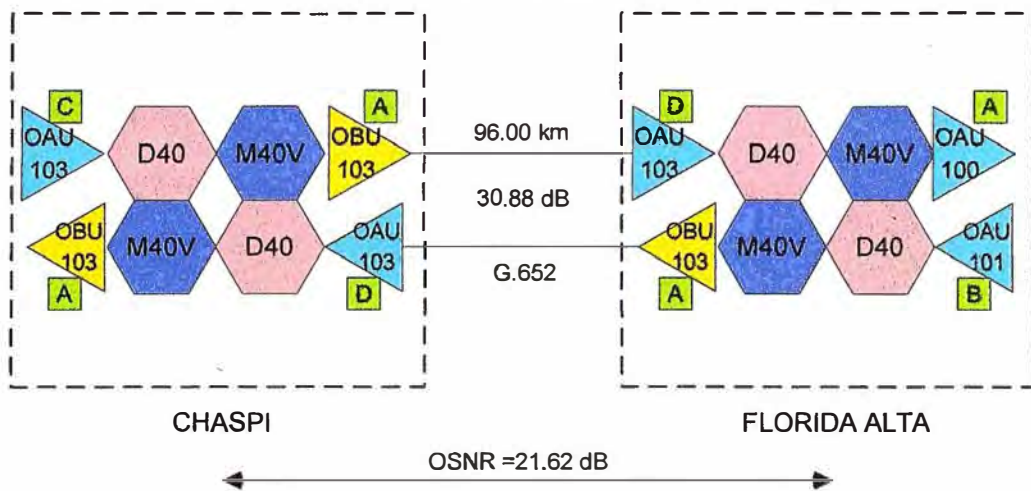 C
A
OAU
103
D40
M40V
OBU
103
OBU
103
M40V
D40
OAU
103
A
D
96.00 km
30.88 dB
G.652
D
A
OAU
103
D40
M40V
OAU
100
OBU
103
M40V
D40
OAU
101
A
B
CHASPI
FLORIDA ALTA
OSNR =21.62 dB